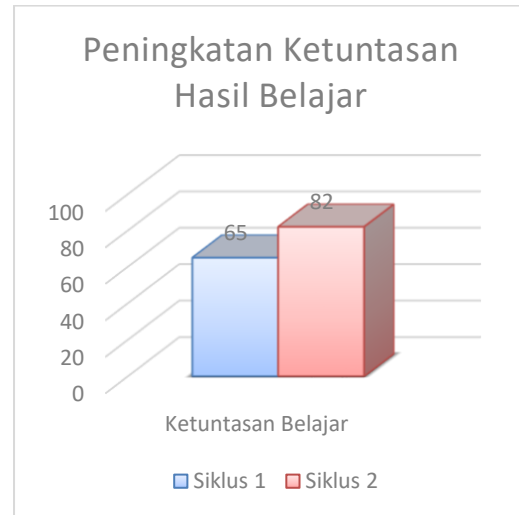 Peningkatan Ketuntasan
Hasil Belajar
100
80
60
40
20
0
65
82
Ketuntasan Belajar
Siklus 1 Siklus 2